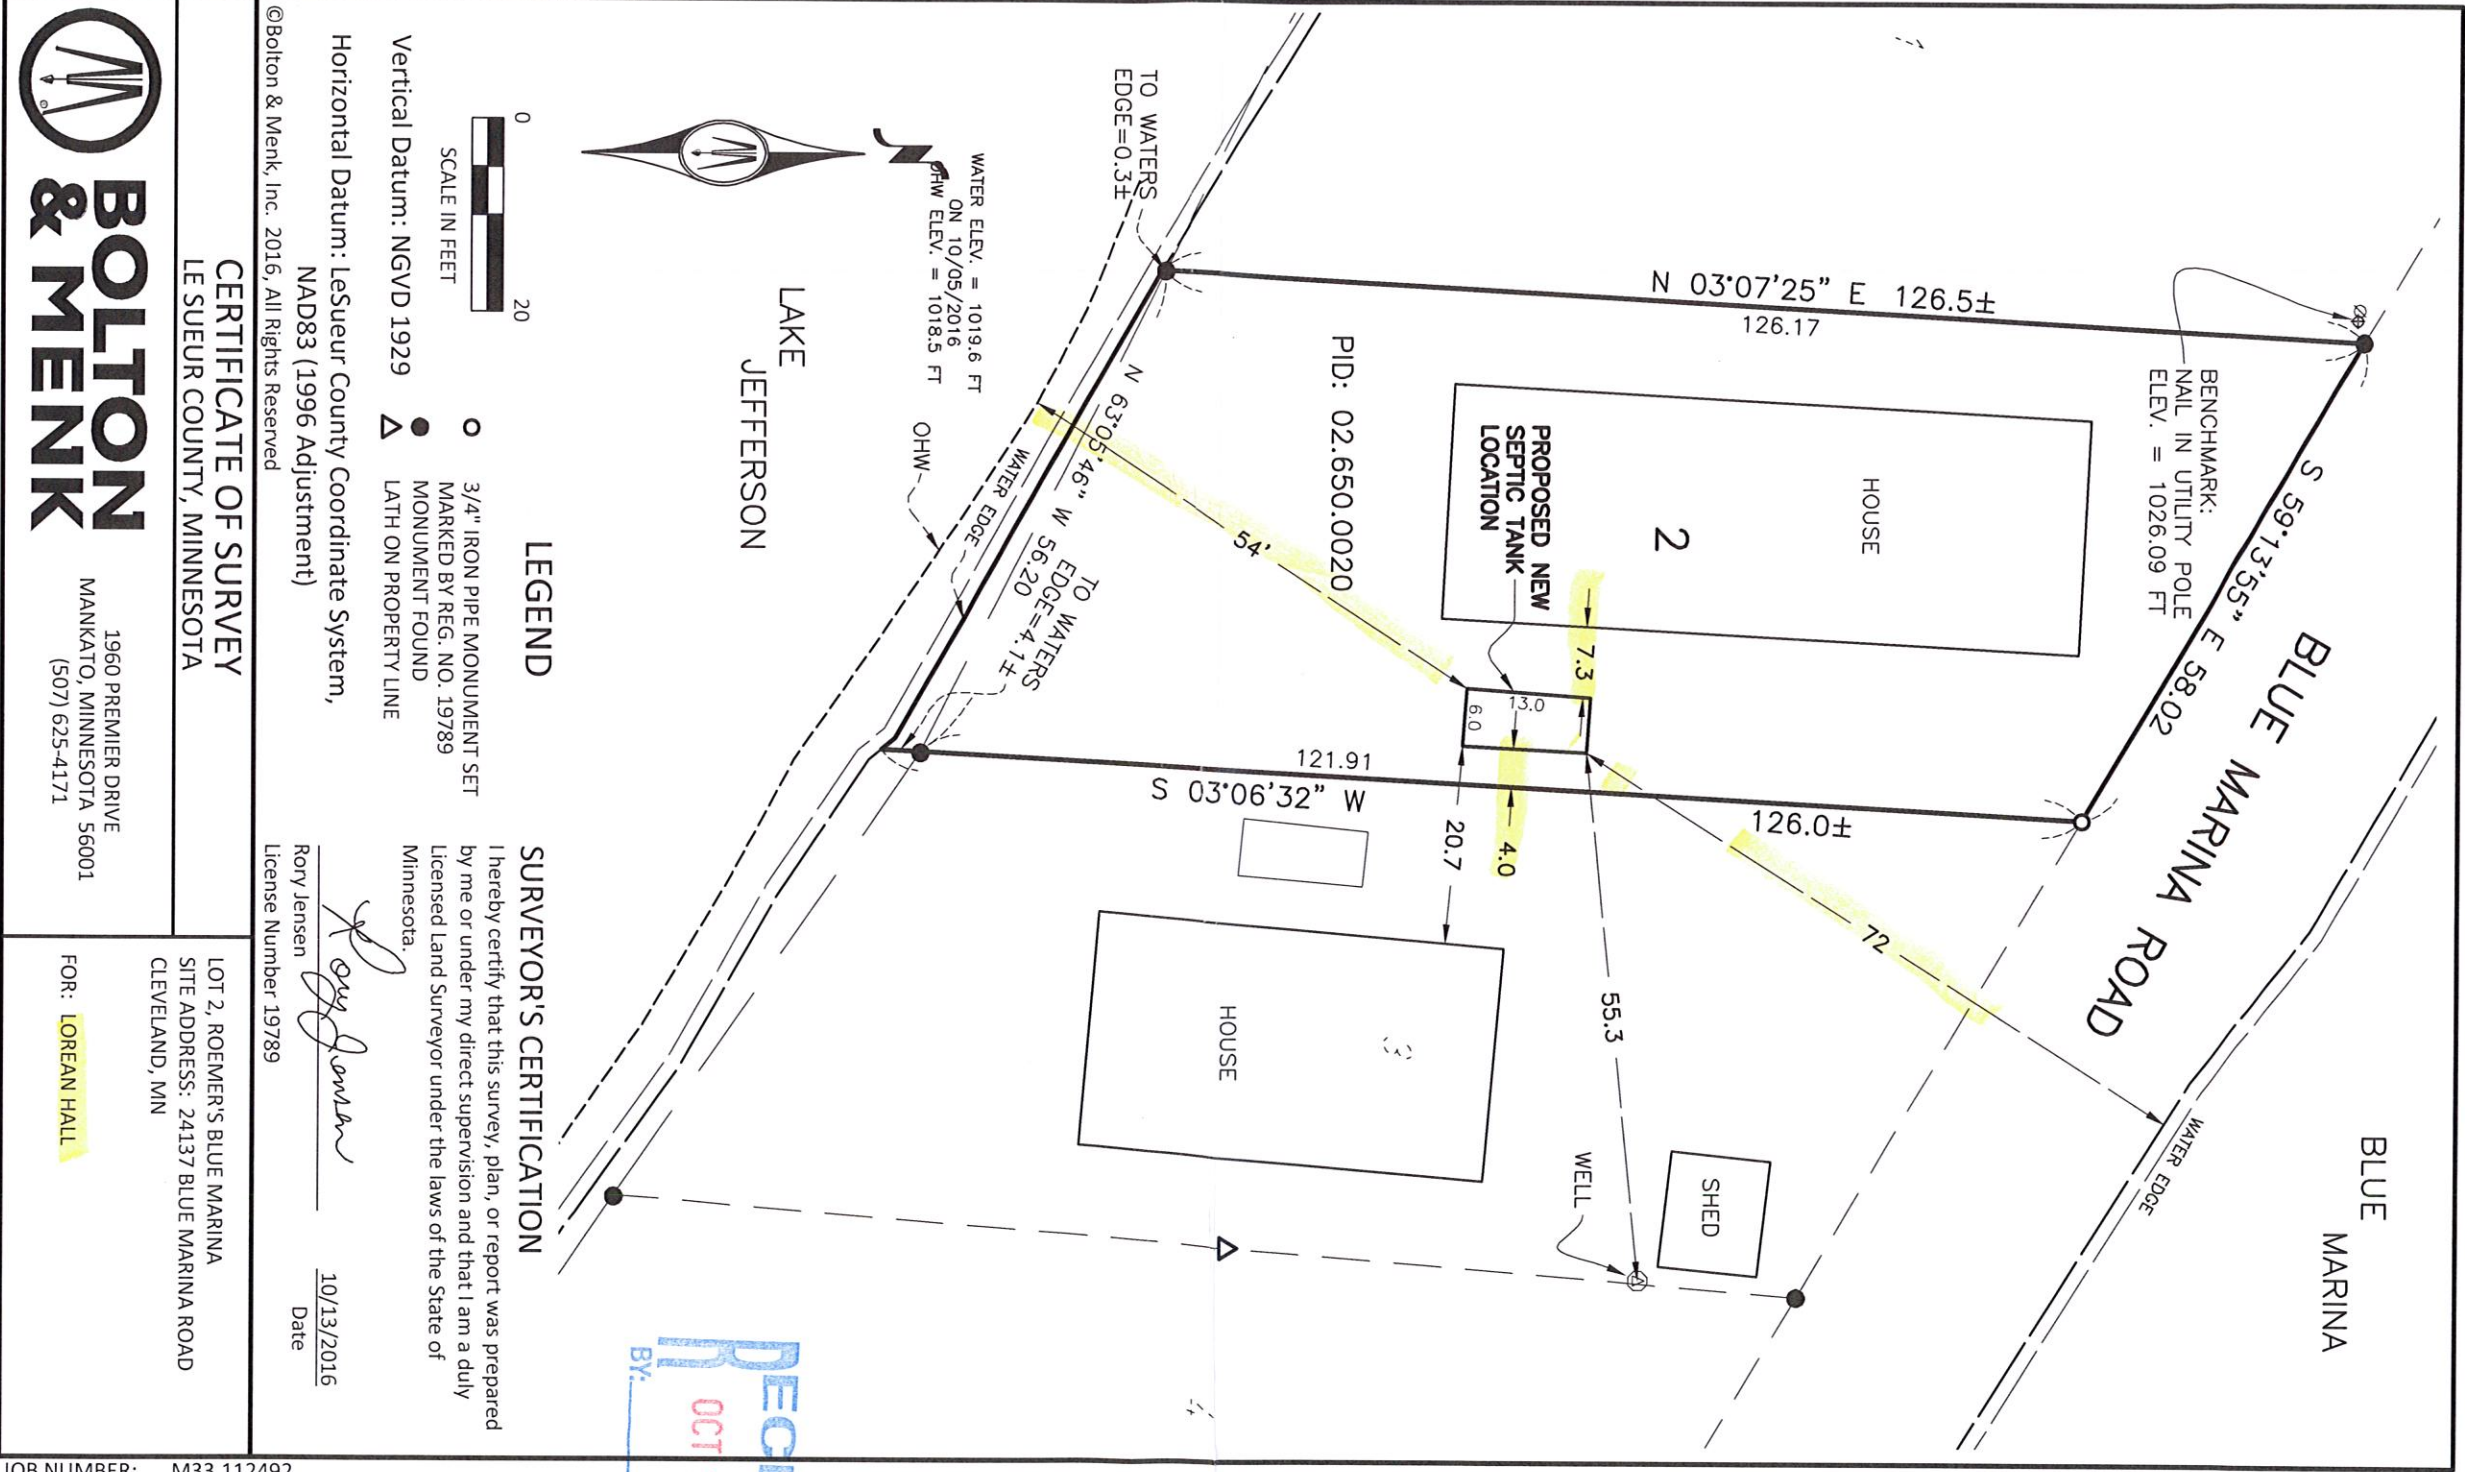 BLUE
MARINA
BLUE MARINA ROAD
WATER EDGE
BENCHMARK:
NAIL IN UTILITY POLE
ELEV. = 1026.09 FT
S 59°13'55" E 58.02
N 03°07'25" E 126.5±
126.17
HOUSE
2
PROPOSED NEW
SEPTIC TANK
LOCATION
7.3
13.0
6.0
4.0
20.7
55.3
72
54'
126.0±
121.91
S 03°06'32" W
PID: 02.650.0020
SHED
WELL
HOUSE
TO WATERS
EDGE=0.3±
N 63°05'46" W 56.20
TO WATERS
EDGE=4.1±
WATER EDGE
OHW
WATER ELEV. = 1019.6 FT
ON 10/05/2016
OHW ELEV. = 1018.5 FT
N
LAKE
JEFFERSON
0 20
SCALE IN FEET
Vertical Datum: NGVD 1929
Horizontal Datum: LeSueur County Coordinate System,
NAD83 (1996 Adjustment)
©Bolton & Menk, Inc. 2016, All Rights Reserved
LEGEND
3/4" IRON PIPE MONUMENT SET
MARKED BY REG. NO. 19789
MONUMENT FOUND
LATH ON PROPERTY LINE
SURVEYOR'S CERTIFICATION
I hereby certify that this survey, plan, or report was prepared
by me or under my direct supervision and that I am a duly
Licensed Land Surveyor under the laws of the State of
Minnesota.
Rory Jensen
Rory Jensen
License Number 19789
10/13/2016
Date
RECE
OCT
BY:
CERTIFICATE OF SURVEY
LE SUEUR COUNTY, MINNESOTA
BOLTON
& MENK
1960 PREMIER DRIVE
MANKATO, MINNESOTA 56001
(507) 625-4171
LOT 2, ROEMER'S BLUE MARINA
SITE ADDRESS: 24137 BLUE MARINA ROAD
CLEVELAND, MN
FOR: LOREAN HALL
JOB NUMBER: M33.112492